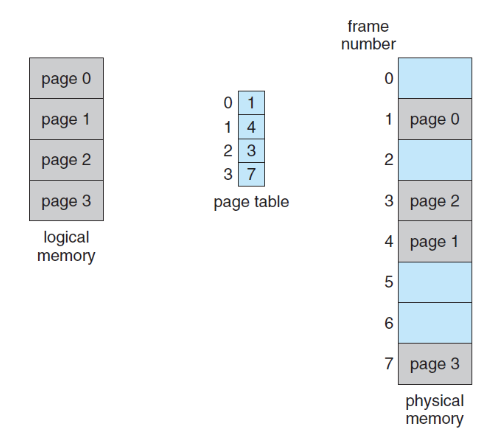 page 0
page 1
page 2
page 3
logical
memory
0 1
1 4
2 3
3 7
page table
frame
number
0
1 page 0
2
3 page 2
4 page 1
5
6
7 page 3
physical
memory